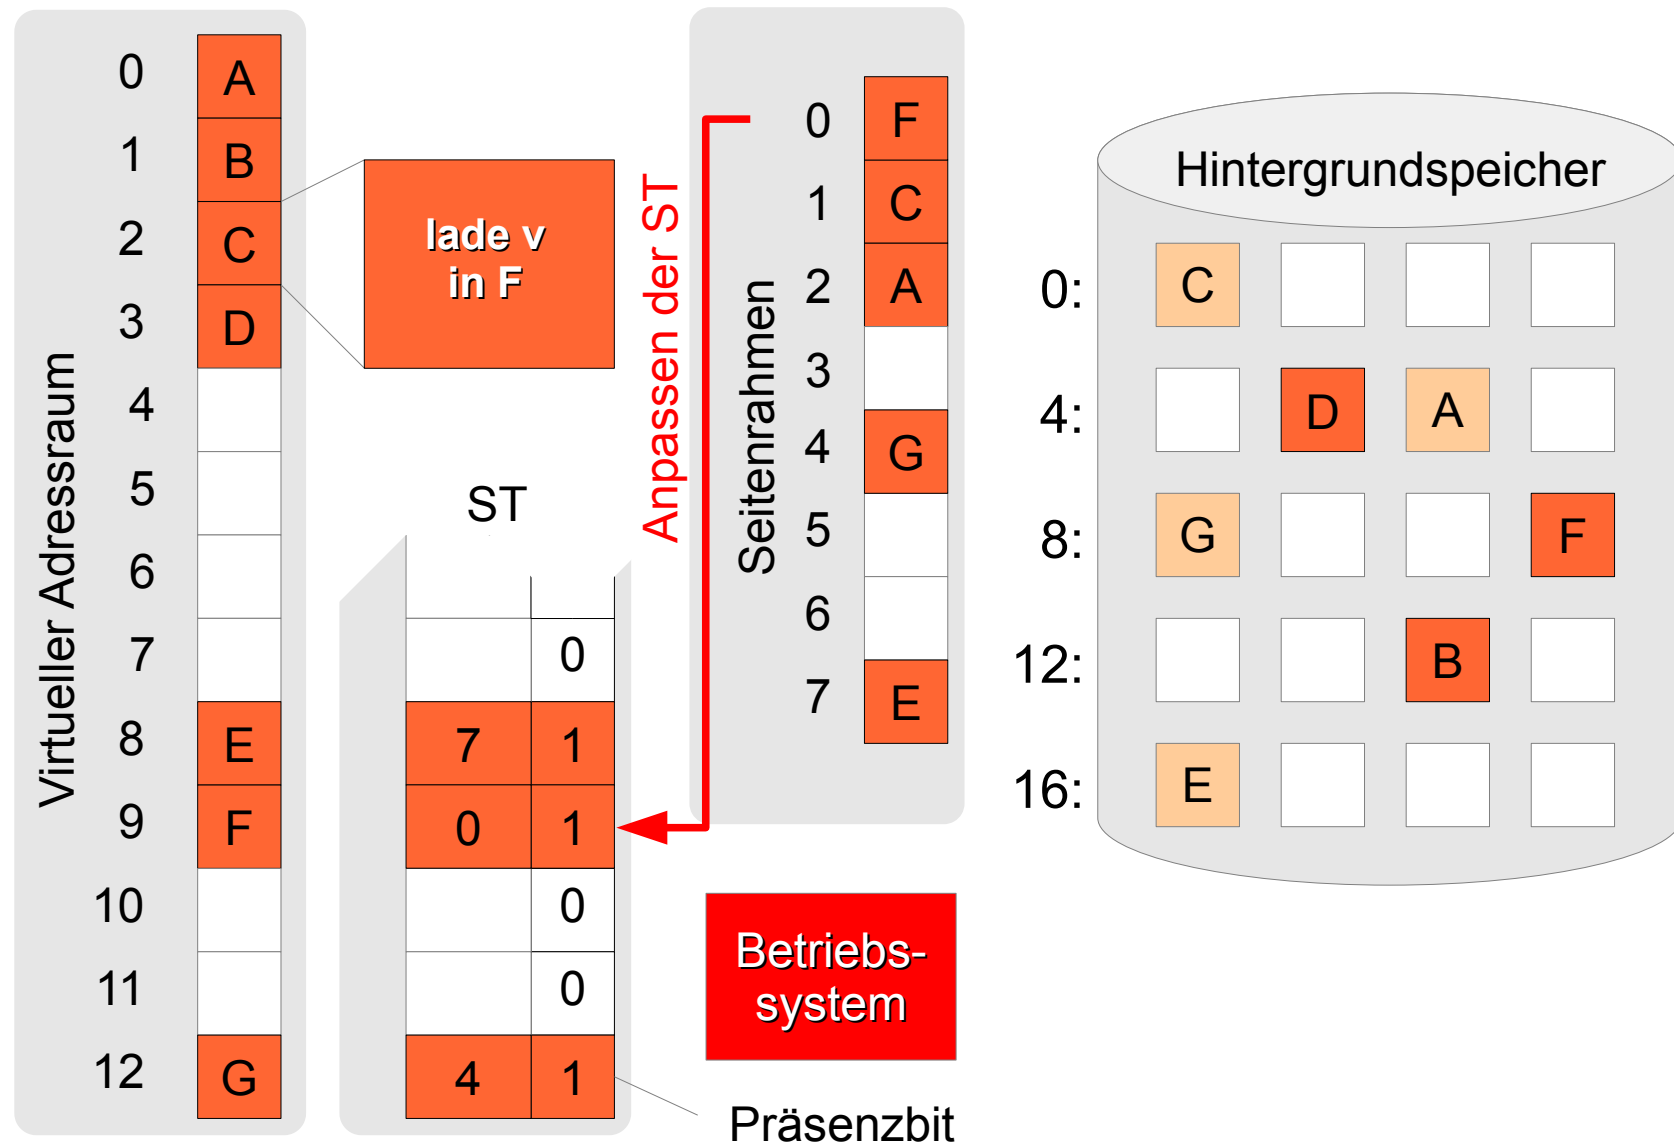 Virtueller Adressraum
0 A
1 B
2 C
3 D
4
5
6
7
8 E
9 F
10
11
12 G
lade v
in F
ST
0
7 1
0 1
0
0
4 1
Präsenzbit
Anpassen der ST
Seitenrahmen
0 F
1 C
2 A
3
4 G
5
6
7 E
Betriebs-
system
Hintergrundspeicher
0: C
4: D A
8: G F
12: B
16: E